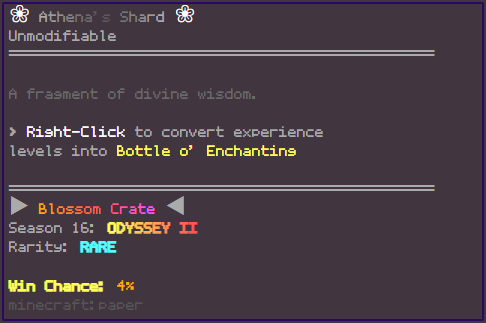 ❀ Athena's Shard ❀
Unmodifiable
A fragment of divine wisdom.
> Right-Click to convert experience
levels into Bottle o' Enchanting
▶ Blossom Crate ◀
Season 16: ODYSSEY II
Rarity: RARE
Win Chance: 4%
minecraft:paper